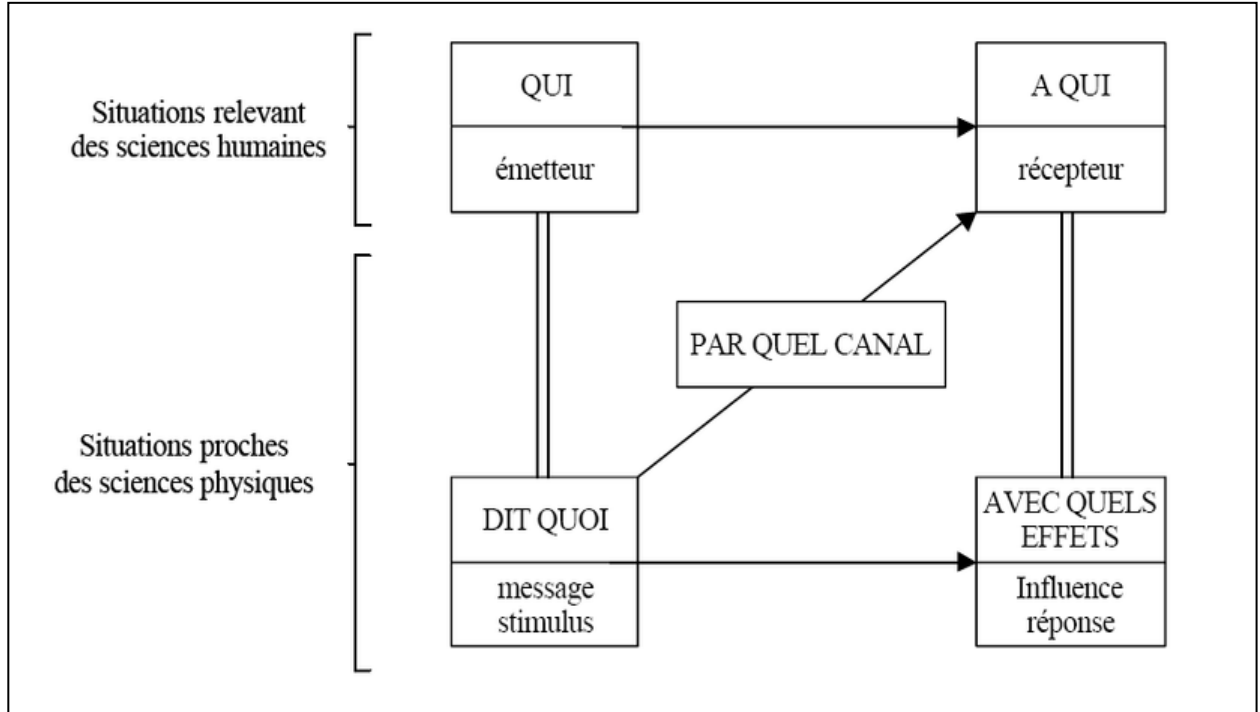 Situations relevant
des sciences humaines
QUI
émetteur
A QUI
récepteur
PAR QUEL CANAL
Situations proches
des sciences physiques
DIT QUOI
message
stimulus
AVEC QUELS
EFFETS
Influence
réponse